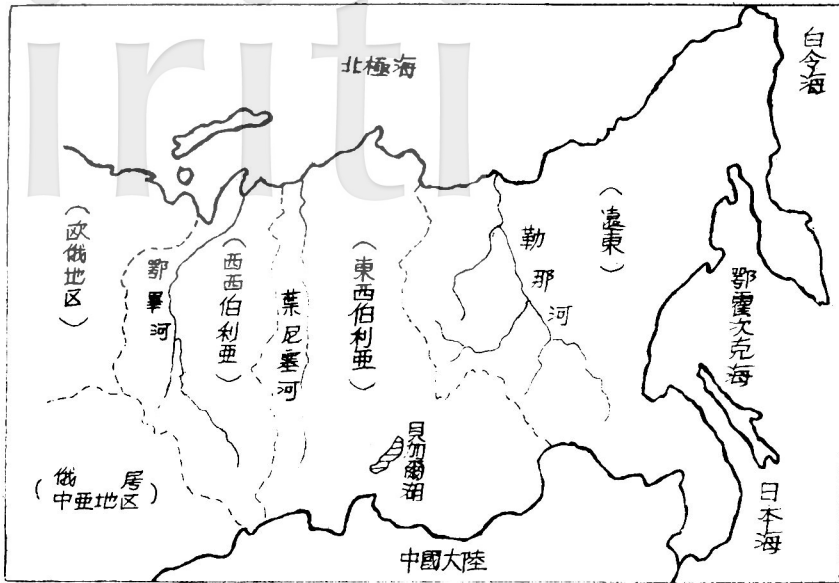 iriti
北極海
白令海
(欧俄地区)
鄂畢河
(西西伯利亜)
葉尼塞河
(東西伯利亜)
勒那河
(遠東)
鄂霍次克海
貝加爾湖
(俄居
中亜地区)
日本海
中國大陸